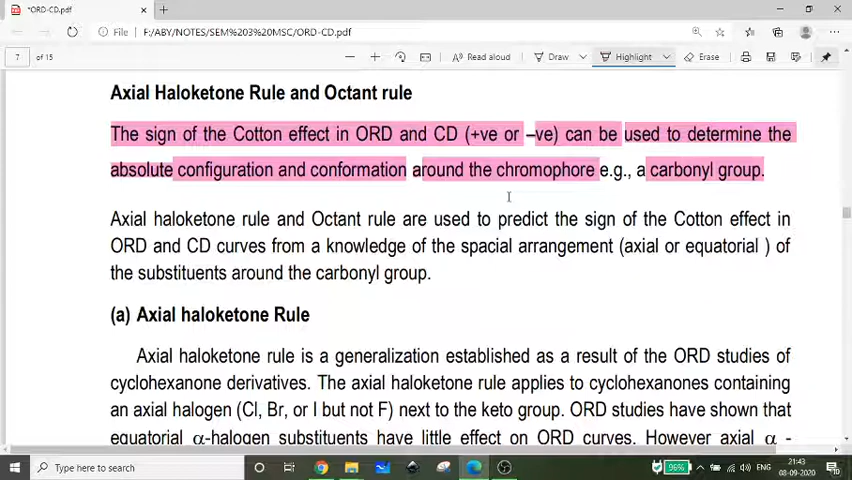 *ORD-CD.pdf
File F:/ABY/NOTES/SEM%203%20MSC/ORD-CD.pdf
7 of 15 Read aloud Draw Highlight Erase
Axial Haloketone Rule and Octant rule
The sign of the Cotton effect in ORD and CD (+ve or –ve) can be used to determine the
absolute configuration and conformation around the chromophore e.g., a carbonyl group.
Axial haloketone rule and Octant rule are used to predict the sign of the Cotton effect in
ORD and CD curves from a knowledge of the spacial arrangement (axial or equatorial ) of
the substituents around the carbonyl group.
(a) Axial haloketone Rule
Axial haloketone rule is a generalization established as a result of the ORD studies of
cyclohexanone derivatives. The axial haloketone rule applies to cyclohexanones containing
an axial halogen (Cl, Br, or I but not F) next to the keto group. ORD studies have shown that
equatorial α-halogen substituents have little effect on ORD curves. However axial α -
Type here to search 96% ENG 21:43
08-09-2020